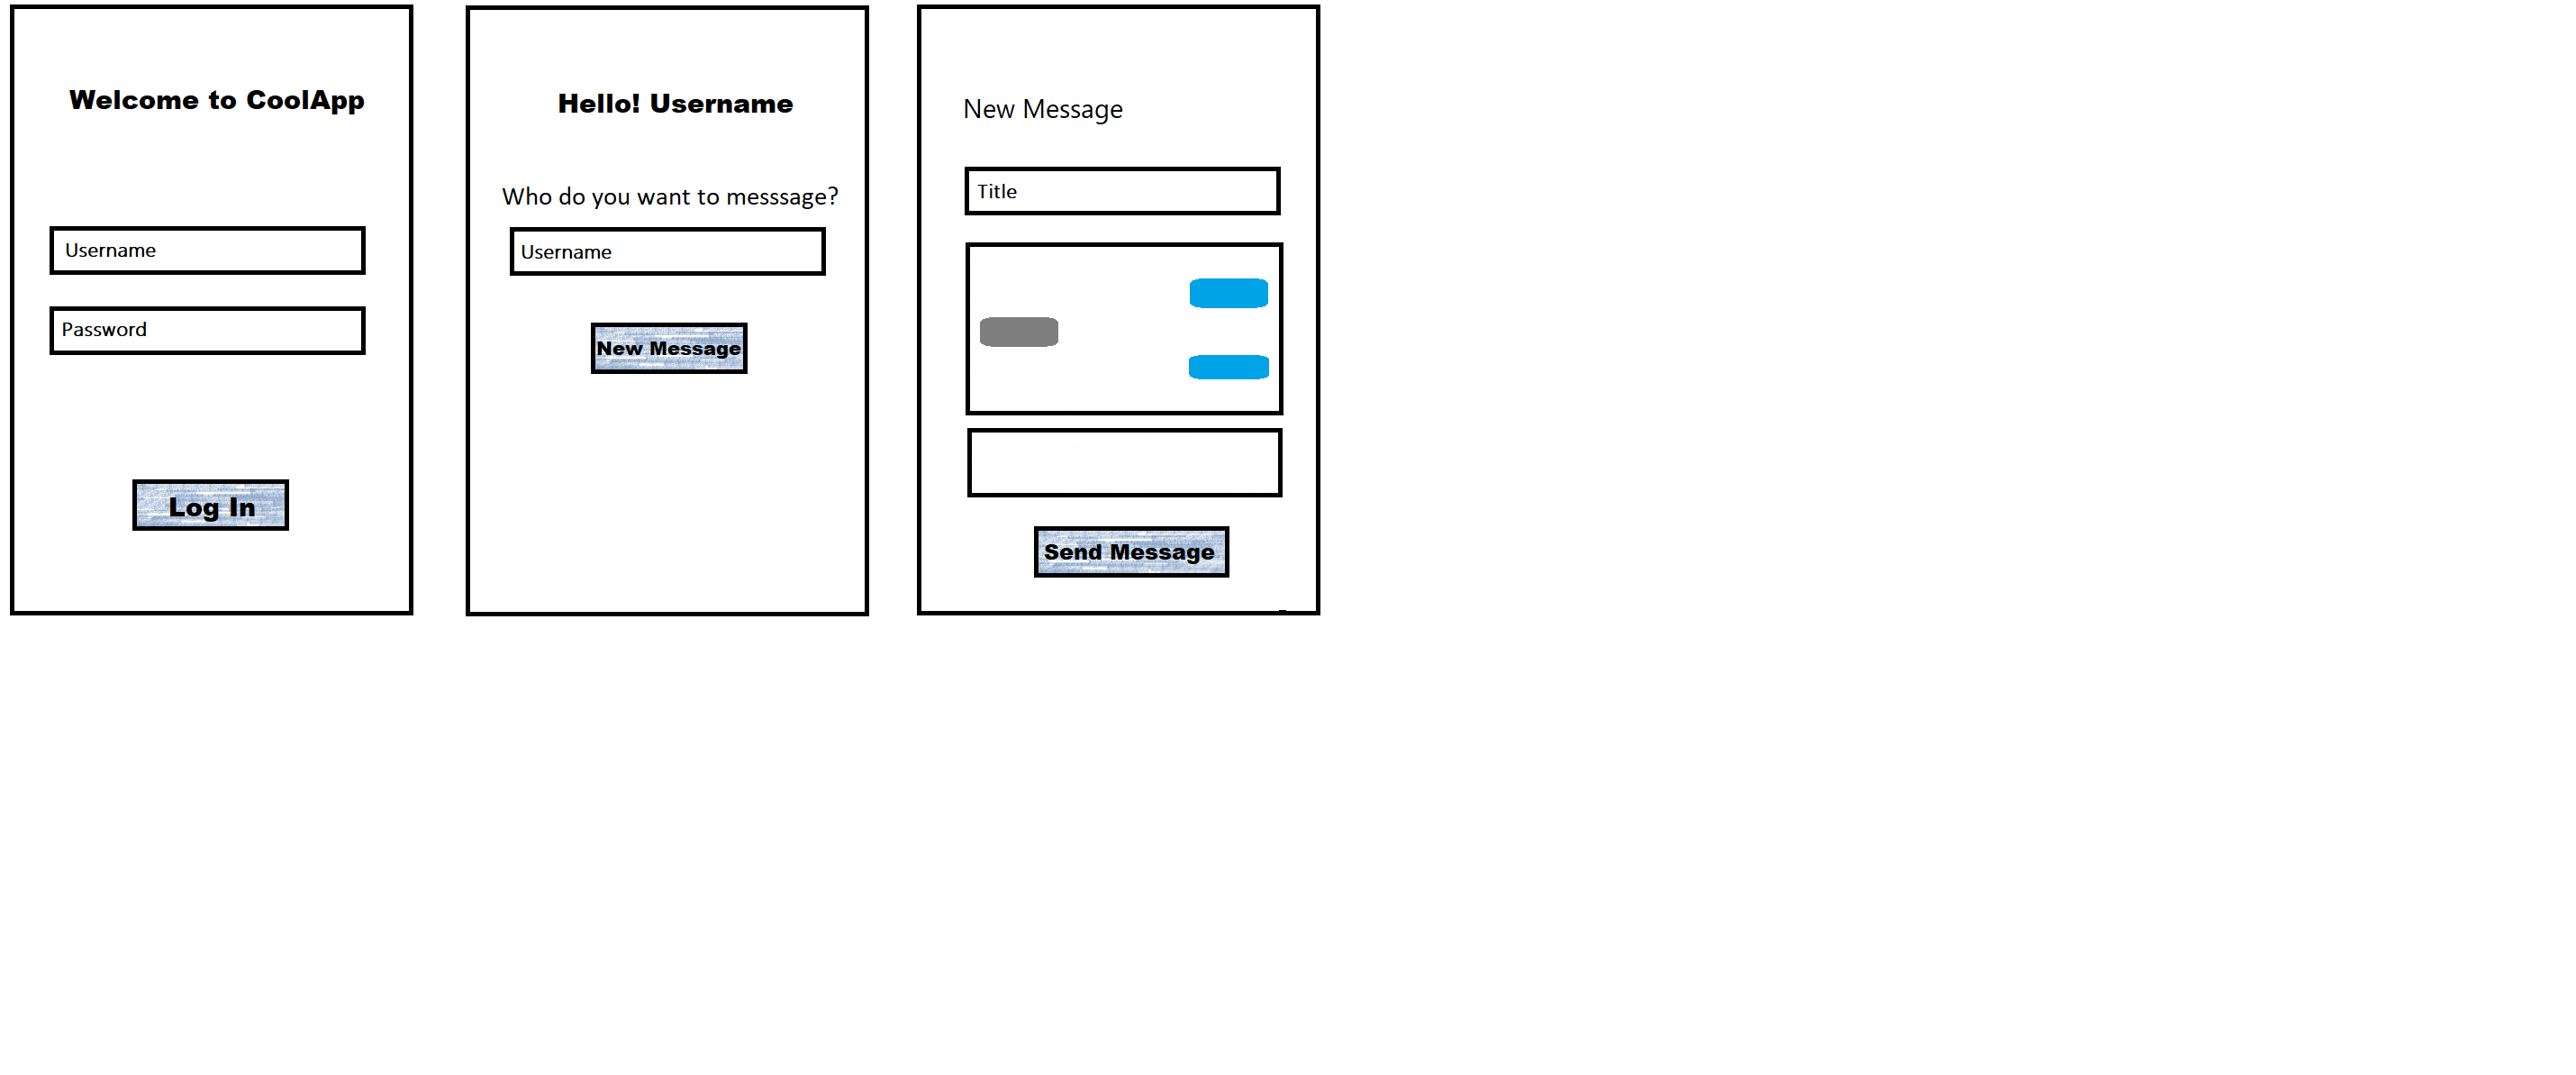 Welcome to CoolApp
Username
Password
Log In
Hello! Username
Who do you want to messsage?
Username
New Message
New Message
Title
Send Message